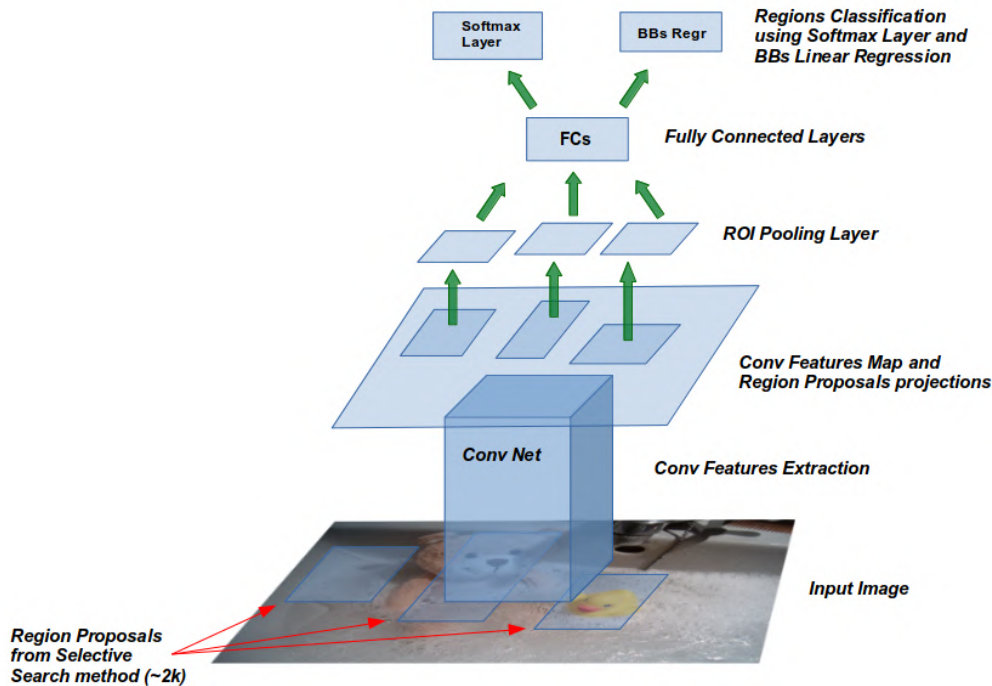 Softmax
Layer
BBs Regr
Regions Classification
using Softmax Layer and
BBs Linear Regression
FCs
Fully Connected Layers
ROI Pooling Layer
Conv Features Map and
Region Proposals projections
Conv Net
Conv Features Extraction
Input Image
Region Proposals
from Selective
Search method (~2k)